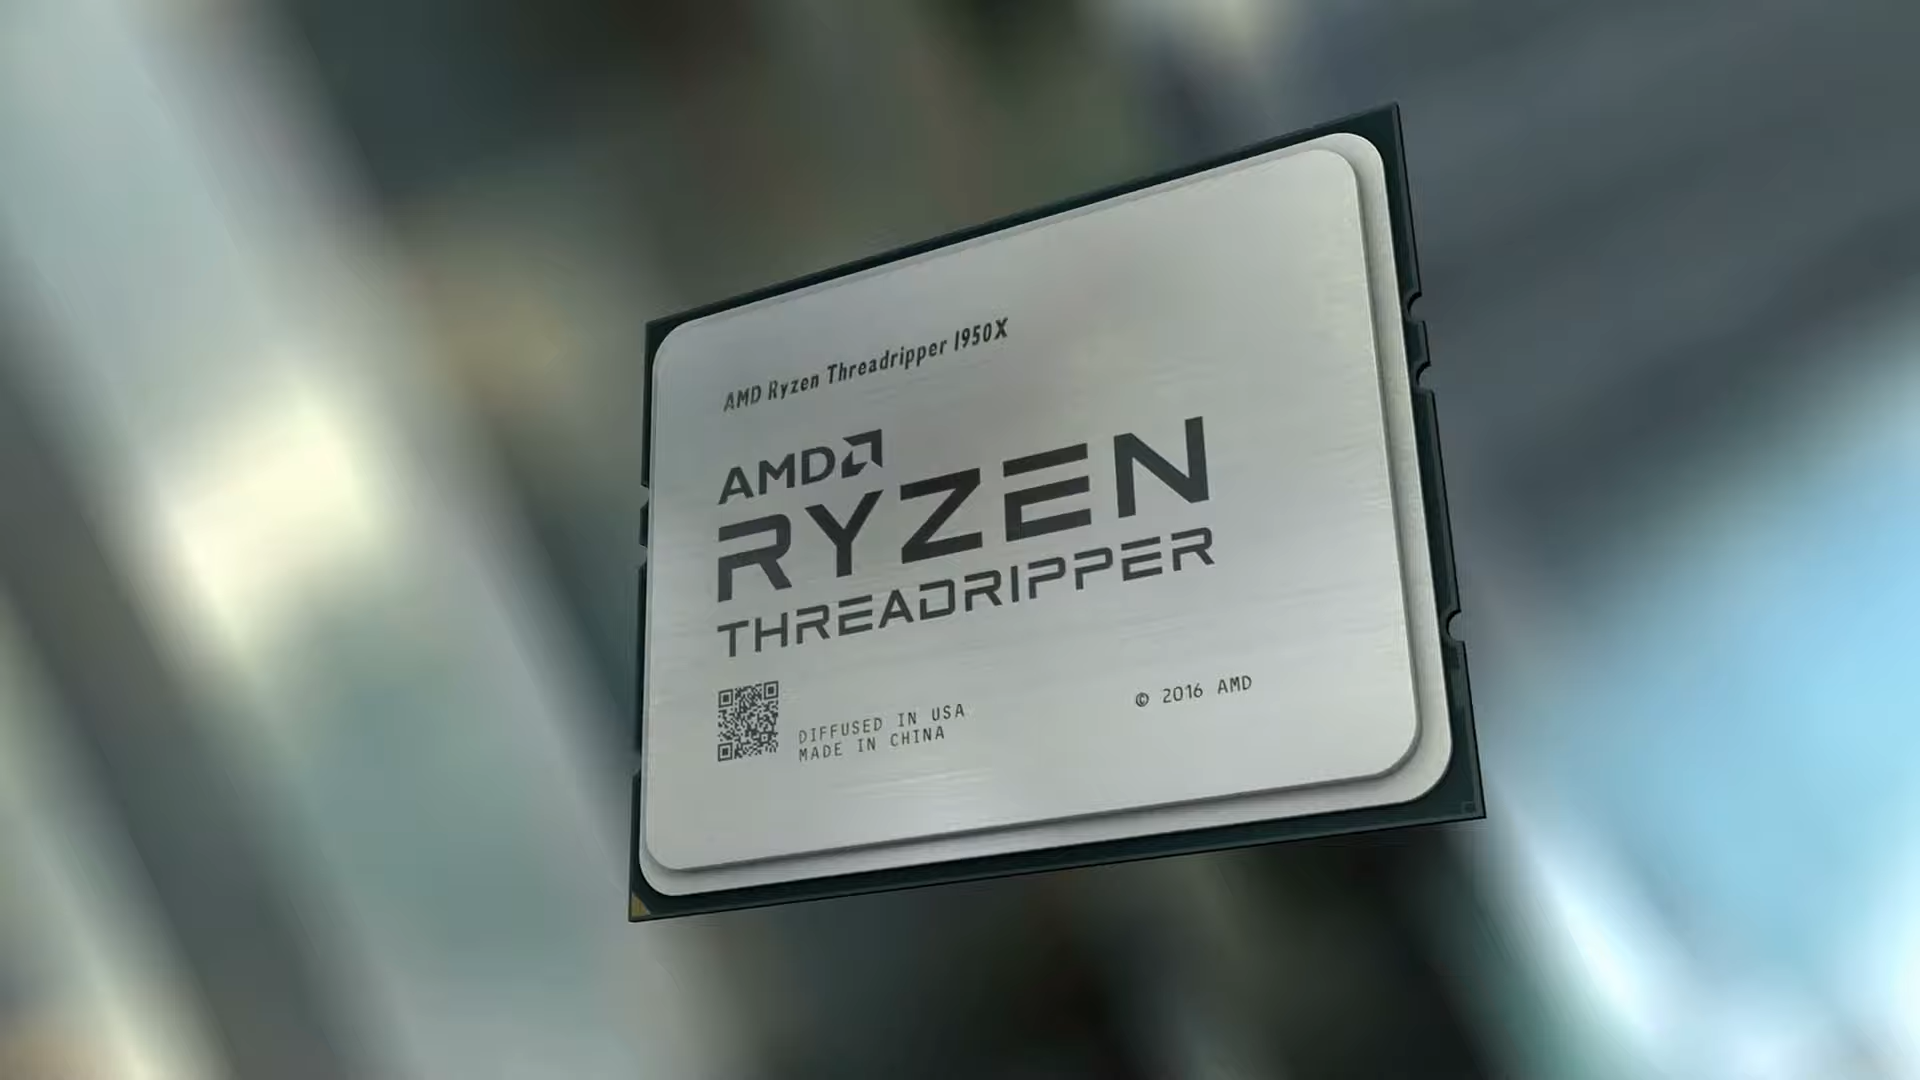 AMD Ryzen Threadripper 1950X
AMD
RYZEN
THREADRIPPER
DIFFUSED IN USA
MADE IN CHINA
© 2016 AMD